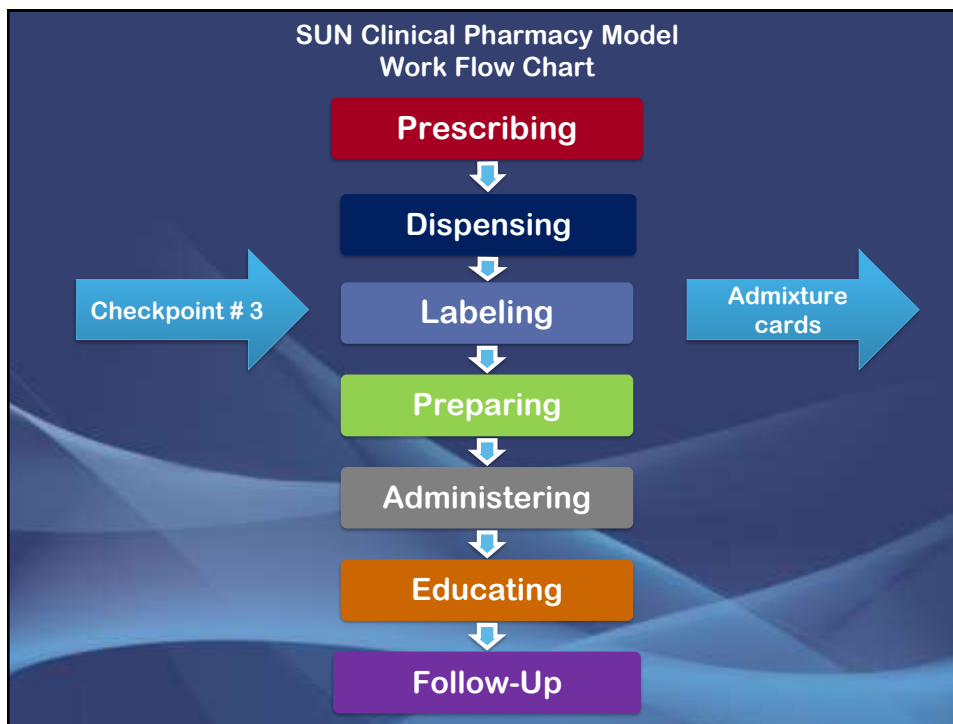 SUN Clinical Pharmacy Model
Work Flow Chart
Prescribing
Dispensing
Checkpoint # 3
Labeling
Admixture
cards
Preparing
Administering
Educating
Follow-Up